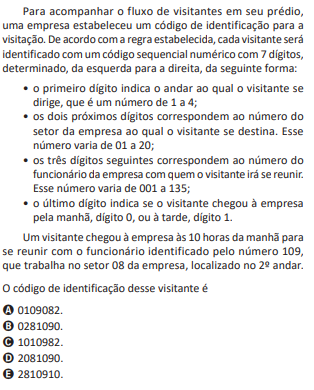 Para acompanhar o fluxo de visitantes em seu prédio,
uma empresa estabeleceu um código de identificação para a
visitação. De acordo com a regra estabelecida, cada visitante será
identificado com um código sequencial numérico com 7 dígitos,
determinado, da esquerda para a direita, da seguinte forma:
• o primeiro dígito indica o andar ao qual o visitante se
dirige, que é um número de 1 a 4;
• os dois próximos dígitos correspondem ao número do
setor da empresa ao qual o visitante se destina. Esse
número varia de 01 a 20;
• os três dígitos seguintes correspondem ao número do
funcionário da empresa com quem o visitante irá se reunir.
Esse número varia de 001 a 135;
• o último dígito indica se o visitante chegou à empresa
pela manhã, dígito 0, ou à tarde, dígito 1.
Um visitante chegou à empresa às 10 horas da manhã para
se reunir com o funcionário identificado pelo número 109,
que trabalha no setor 08 da empresa, localizado no 2º andar.
O código de identificação desse visitante é
A 0109082.
B 0281090.
C 1010982.
D 2081090.
E 2810910.